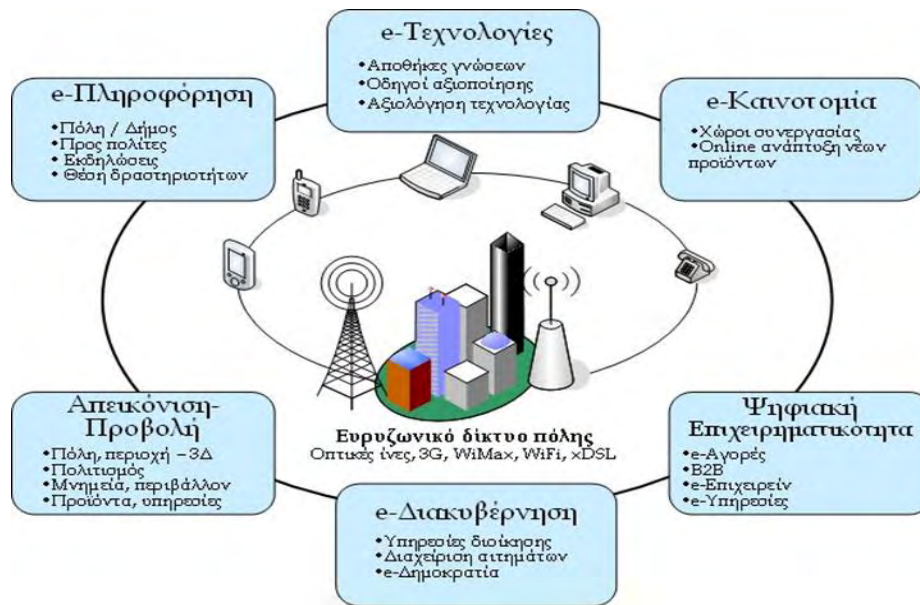 e-Τεχνολογίες
•Αποθήκες γνώσεων
•Οδηγοί αξιοποίησης
•Αξιολόγηση τεχνολογίας
e-Πληροφόρηση
•Πόλη / Δήμος
•Προς πολίτες
• Εκδηλώσεις
• Θέση δραστηριοτήτων
e-Καινοτομία
•Χώροι συνεργασίας
•Online ανάπτυξη νέων
προϊόντων
Ευρυζωνικό δίκτυο πόλης
Οπτικές ίνες, 3G, WiMax, WiFi, xDSL
Απεικόνιση-
Προβολή
•Πόλη, περιοχή –3Δ
•Πολιτισμός
•Μνημεία, περιβάλλον
•Προϊόντα, υπηρεσίες
Ψηφιακή
Επιχειρηματικότητα
•e-Αγορές
•B2B
•e-Επιχειρείν
•e-Υπηρεσίες
e-Διακυβέρνηση
•Υπηρεσίες διοίκησης
•Διαχείριση αιτημάτων
•e-Δημοκρατία